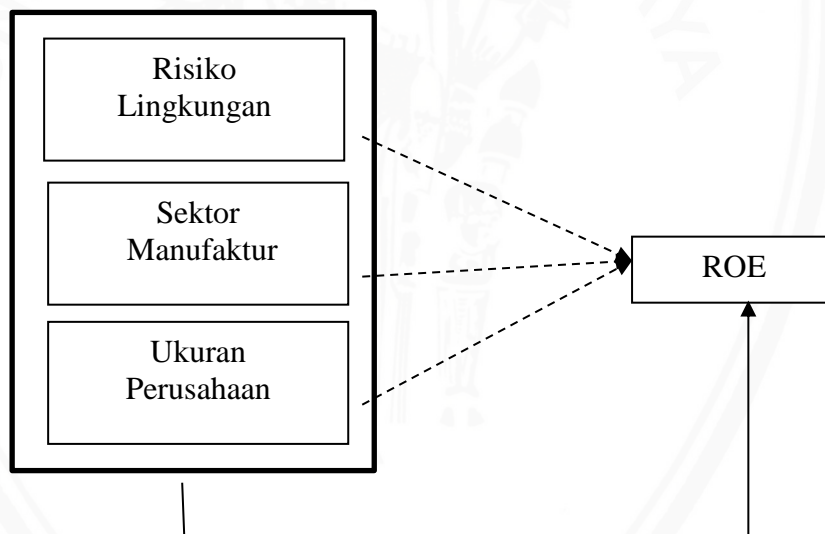 Risiko
Lingkungan
Sektor
Manufaktur
Ukuran
Perusahaan
ROE